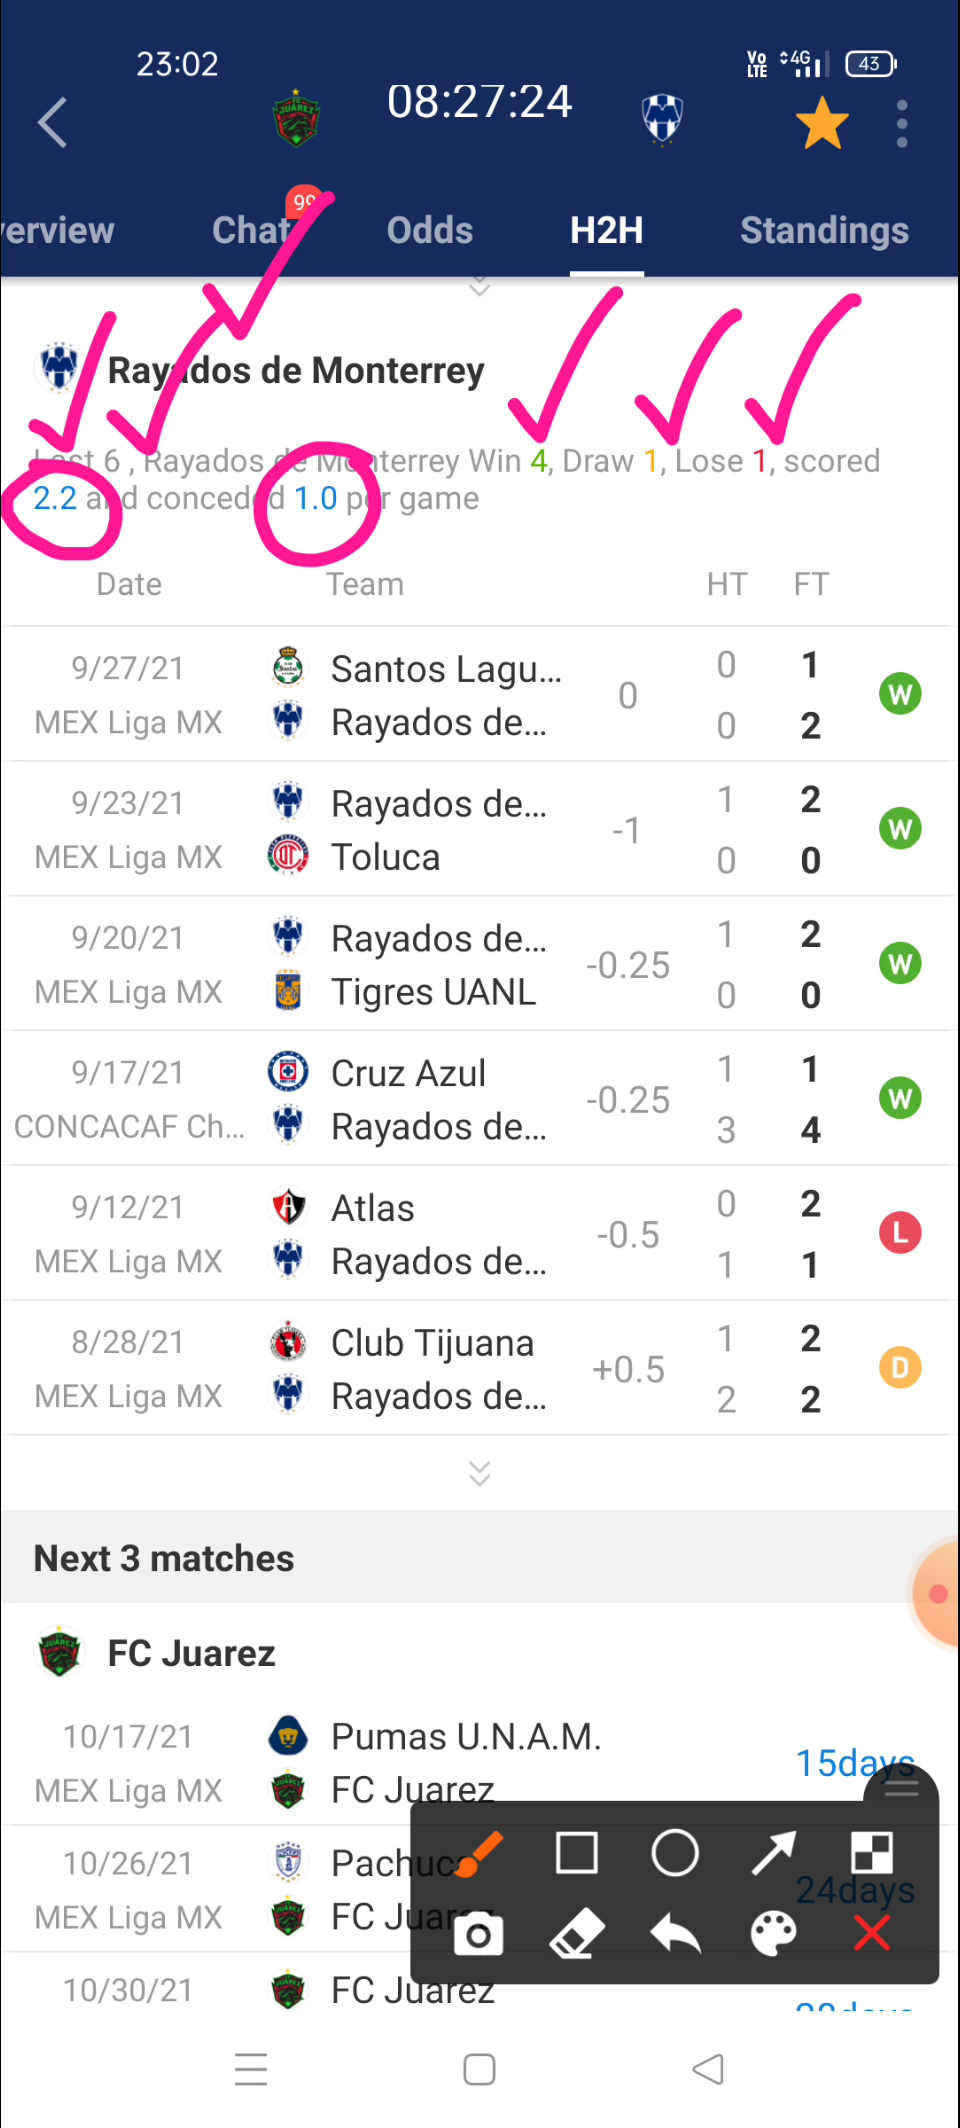 23:02
Vo LTE 4G 43
08:27:24
verview Chat 99 Odds H2H Standings
Rayados de Monterrey
Last 6 , Rayados de Monterrey Win 4, Draw 1, Lose 1, scored
2.2 and conceded 1.0 per game
Date Team HT FT
9/27/21 Santos Lagu... 0 1
MEX Liga MX Rayados de... 0 0 2 W
9/23/21 Rayados de... 1 2
MEX Liga MX Toluca -1 0 0 W
9/20/21 Rayados de... 1 2
MEX Liga MX Tigres UANL -0.25 0 0 W
9/17/21 Cruz Azul 1 1
CONCACAF Ch... Rayados de... -0.25 3 4 W
9/12/21 Atlas 0 2
MEX Liga MX Rayados de... -0.5 1 1 L
8/28/21 Club Tijuana 1 2
MEX Liga MX Rayados de... +0.5 2 2 D
Next 3 matches
FC Juarez
10/17/21 Pumas U.N.A.M.
15days
MEX Liga MX FC Juarez
10/26/21 Pachuca
24days
MEX Liga MX FC Juarez
10/30/21 FC Juarez